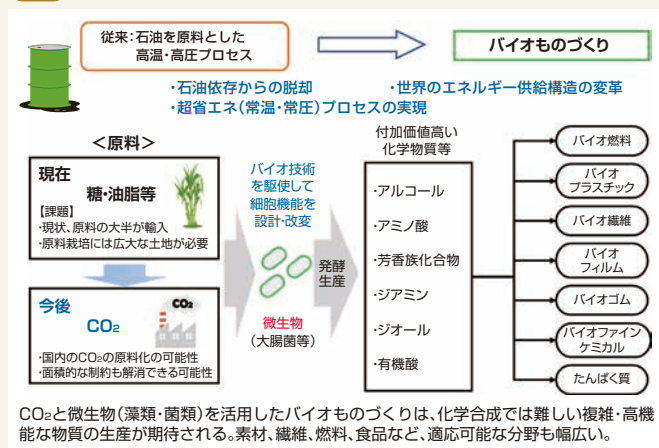 従来：石油を原料とした
高温・高圧プロセス
バイオものづくり
・石油依存からの脱却
・世界のエネルギー供給構造の変革
・超省エネ（常温・常圧）プロセスの実現
＜原料＞
現在
糖・油脂等
【課題】
・現状、原料の大半が輸入
・原料栽培には広大な土地が必要
今後
CO₂
CO₂
・国内のCO₂の原料化の可能性
・面積的な制約も解消できる可能性
バイオ技術
を駆使して
細胞機能を
設計・改変
微生物
（大腸菌等）
発酵
生産
付加価値高い
化学物質等
・アルコール
・アミノ酸
・芳香族化合物
・ジアミン
・ジオール
・有機酸
バイオ燃料
バイオ
プラスチック
バイオ繊維
バイオ
フィルム
バイオゴム
バイオファイン
ケミカル
たんぱく質
CO₂と微生物（藻類・菌類）を活用したバイオものづくりは、化学合成では難しい複雑・高機
能な物質の生産が期待される。素材、繊維、燃料、食品など、適応可能な分野も幅広い。